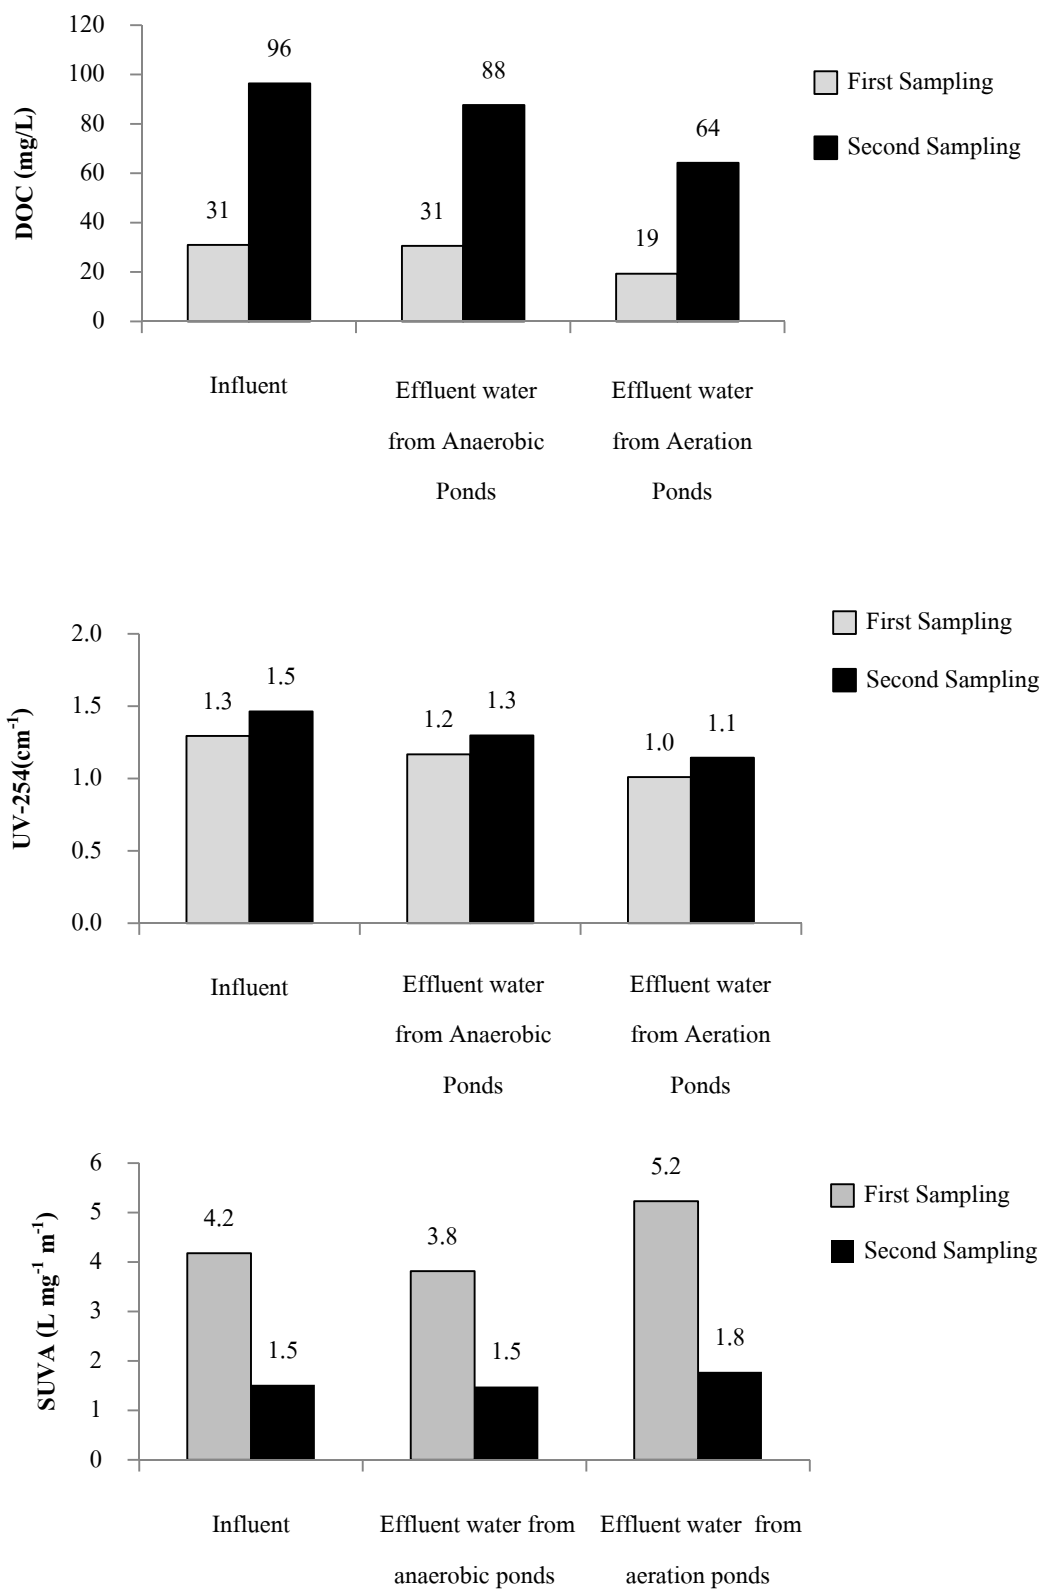 120
100
80
60
40
20
0
DOC (mg/L)
96
88
64
31
31
19
First Sampling
Second Sampling
Influent
Effluent water
from Anaerobic
Ponds
Effluent water
from Aeration
Ponds
2.0
1.5
1.0
0.5
0.0
UV-254(cm⁻¹)
1.3
1.5
1.2
1.3
1.0
1.1
First Sampling
Second Sampling
Influent
Effluent water
from Anaerobic
Ponds
Effluent water
from Aeration
Ponds
6
5
4
3
2
1
0
SUVA (L mg⁻¹ m⁻¹)
4.2
1.5
3.8
1.5
5.2
1.8
First Sampling
Second Sampling
Influent
Effluent water from
anaerobic ponds
Effluent water from
aeration ponds